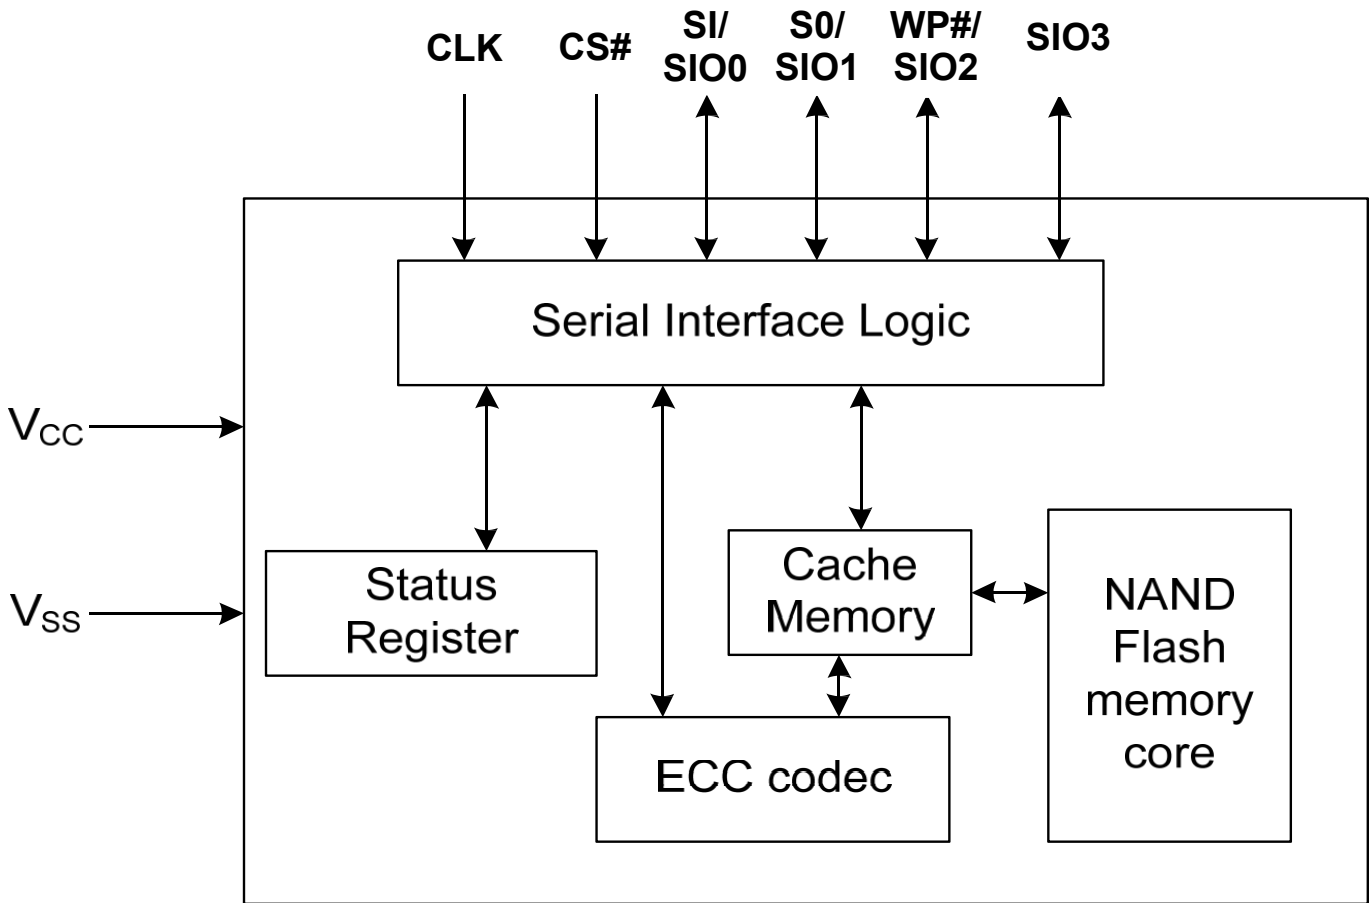 CLK
CS#
SI/
SIO0
S0/
SIO1
WP#/
SIO2
SIO3
Serial Interface Logic
VCC
VSS
Status
Register
Cache
Memory
NAND
Flash
memory
core
ECC codec